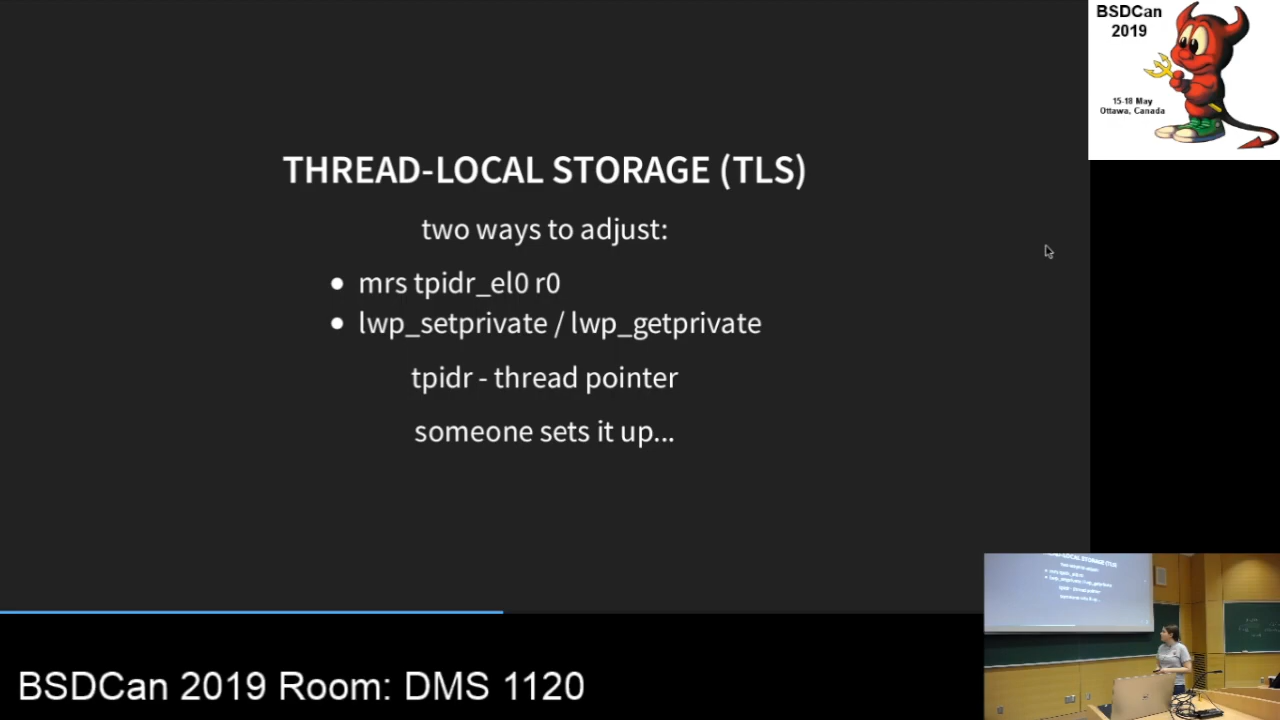 THREAD-LOCAL STORAGE (TLS)
two ways to adjust:
• mrs tpidr_el0 r0
• lwp_setprivate / lwp_getprivate
tpidr - thread pointer
someone sets it up...
BSDCan
2019
15-18 May
Ottawa, Canada
BSDCan 2019 Room: DMS 1120